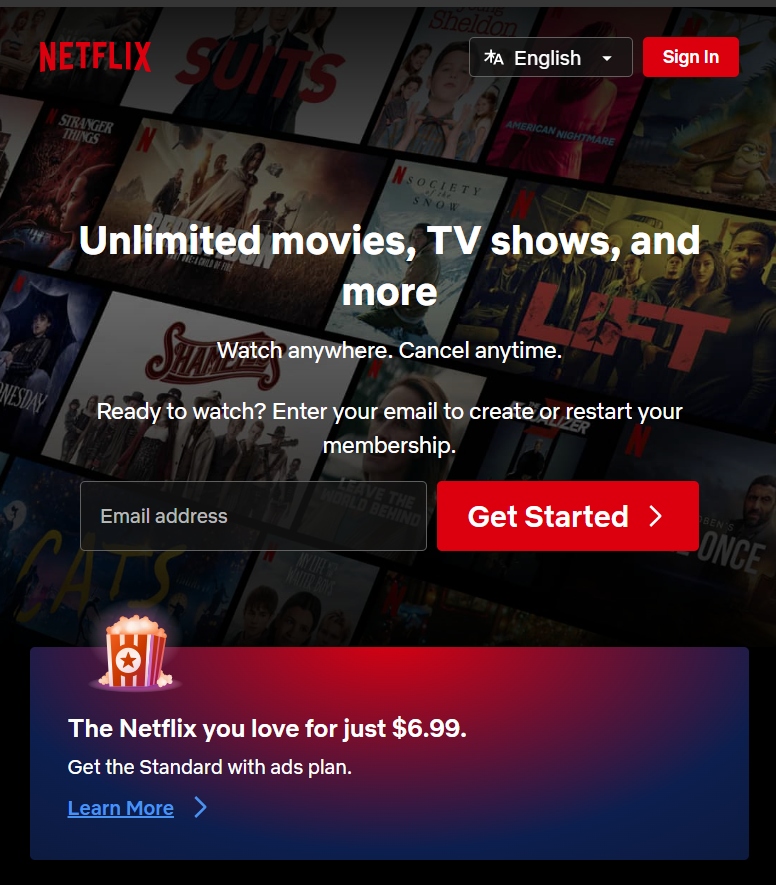 Sheldon
NETFLIX
SUITS
English
Sign In
STRANGER
THINGS
AMERICAN NIGHTMARE
SOCIETY
of the
SNOW
Unlimited movies, TV shows, and
more
LIFT
SHAMELESS
Watch anywhere. Cancel anytime.
Ready to watch? Enter your email to create or restart your
membership.
LEAVE THE
WORLD BEHIND
Email address
Get Started
ONCE
CATS
The Netflix you love for just $6.99.
Get the Standard with ads plan.
Learn More